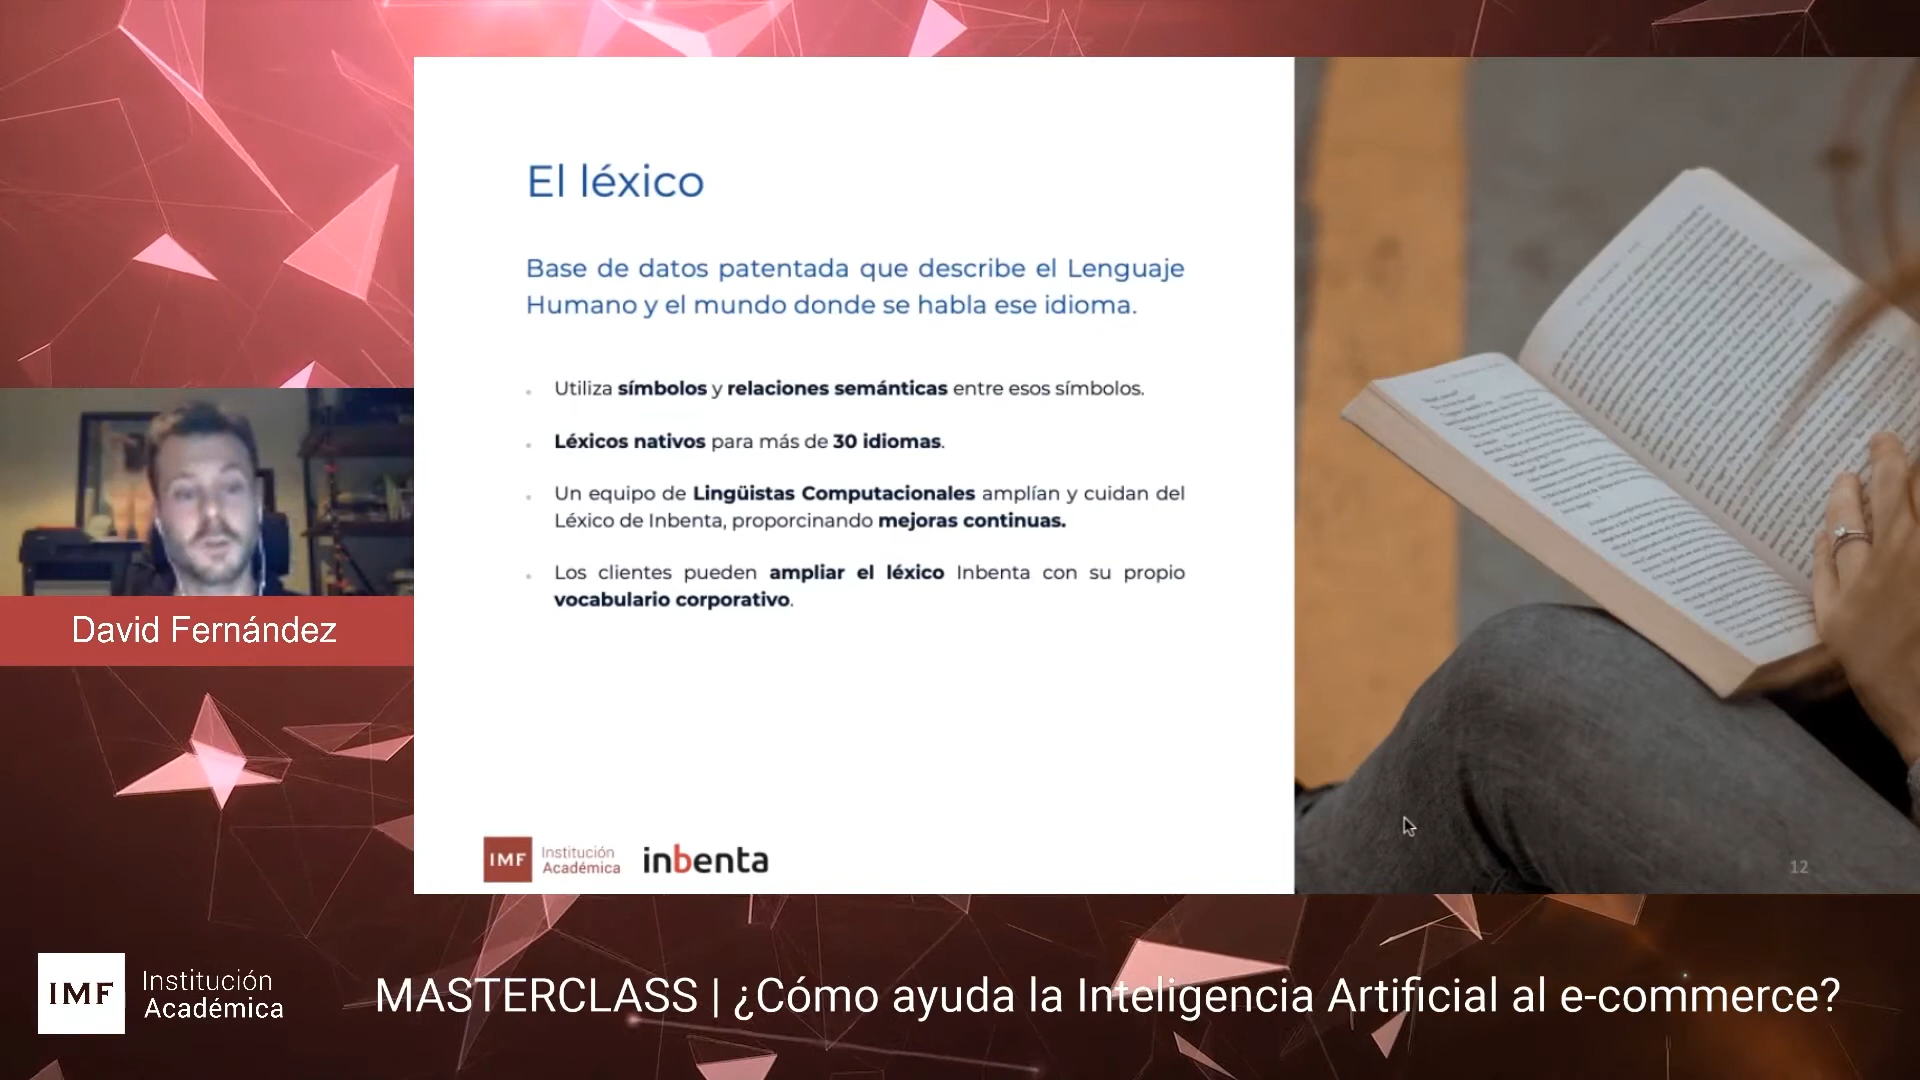 El léxico
Base de datos patentada que describe el Lenguaje
Humano y el mundo donde se habla ese idioma.
Utiliza símbolos y relaciones semánticas entre esos símbolos.
Léxicos nativos para más de 30 idiomas.
Un equipo de Lingüistas Computacionales amplían y cuidan del
Léxico de Inbenta, proporcinando mejoras continuas.
Los clientes pueden ampliar el léxico Inbenta con su propio
vocabulario corporativo.
David Fernández
IMF Institución
Académica
inbenta
12
IMF Institución
Académica
MASTERCLASS | ¿Cómo ayuda la Inteligencia Artificial al e-commerce?